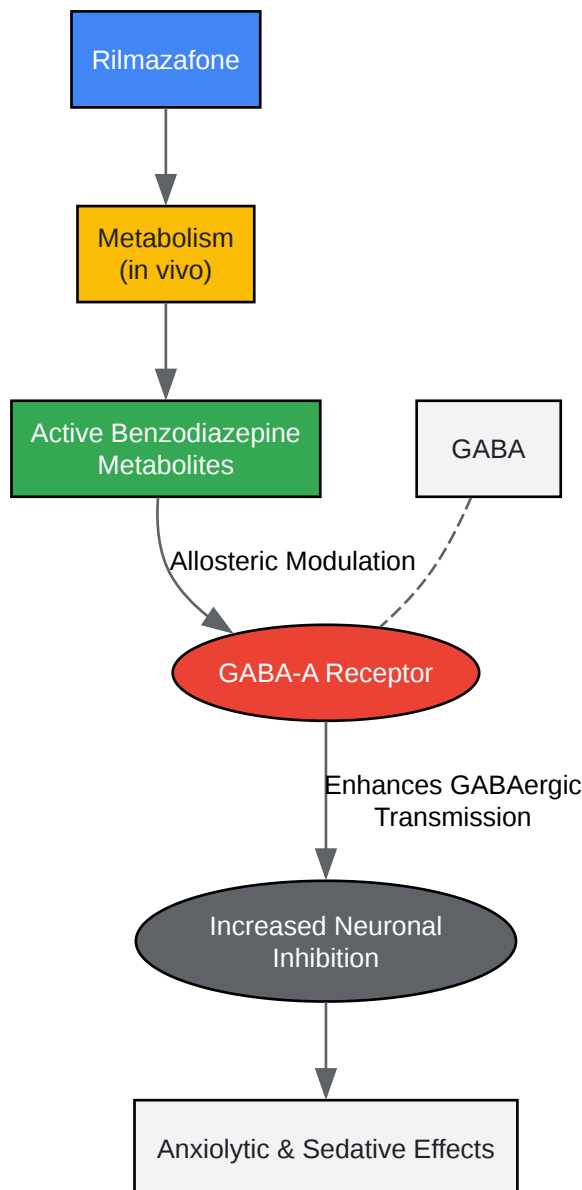 Rilmazafone
Metabolism
(in vivo)
Active Benzodiazepine
Metabolites
GABA
Allosteric Modulation
GABA-A Receptor
Enhances GABAergic
Transmission
Increased Neuronal
Inhibition
Anxiolytic & Sedative Effects